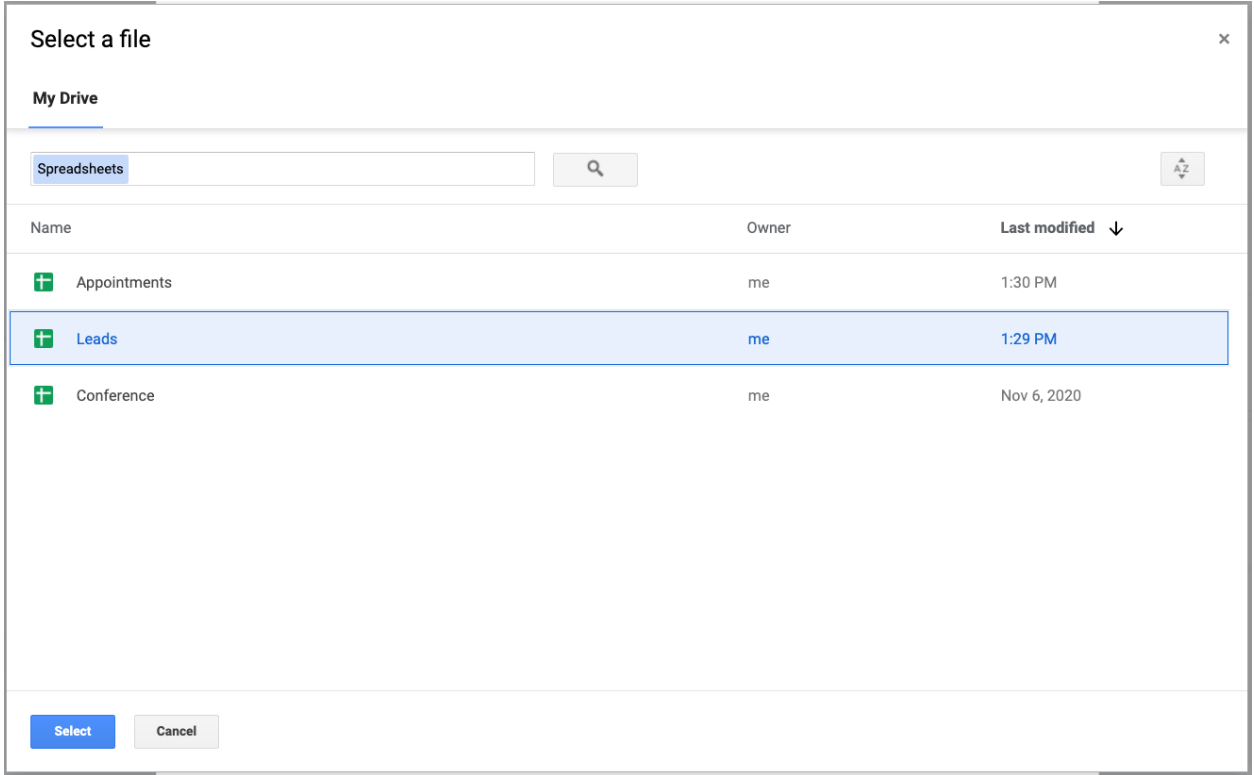 Select a file
×
My Drive
Spreadsheets
AZ
Name Owner Last modified
Appointments me 1:30 PM
Leads me 1:29 PM
Conference me Nov 6, 2020
Select Cancel